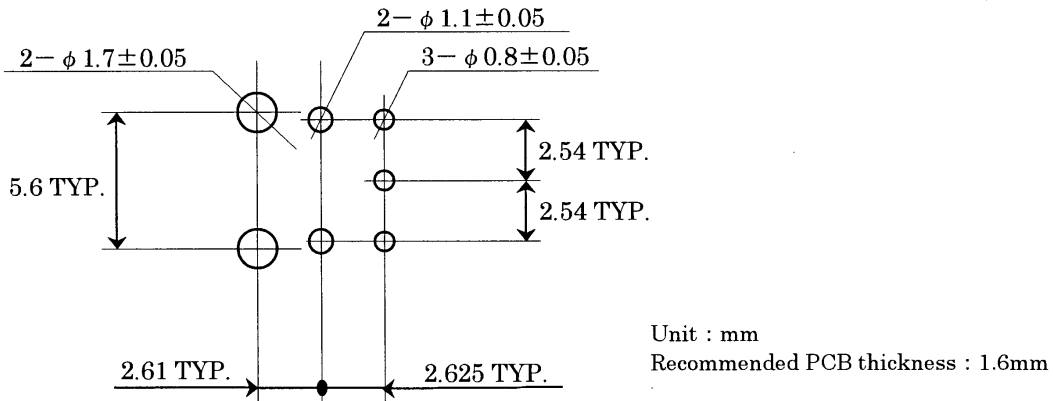 2−φ1.1±0.05
2−φ1.7±0.05
3−φ0.8±0.05
2.54 TYP.
5.6 TYP.
2.54 TYP.
Unit : mm
Recommended PCB thickness : 1.6mm
2.61 TYP.
2.625 TYP.